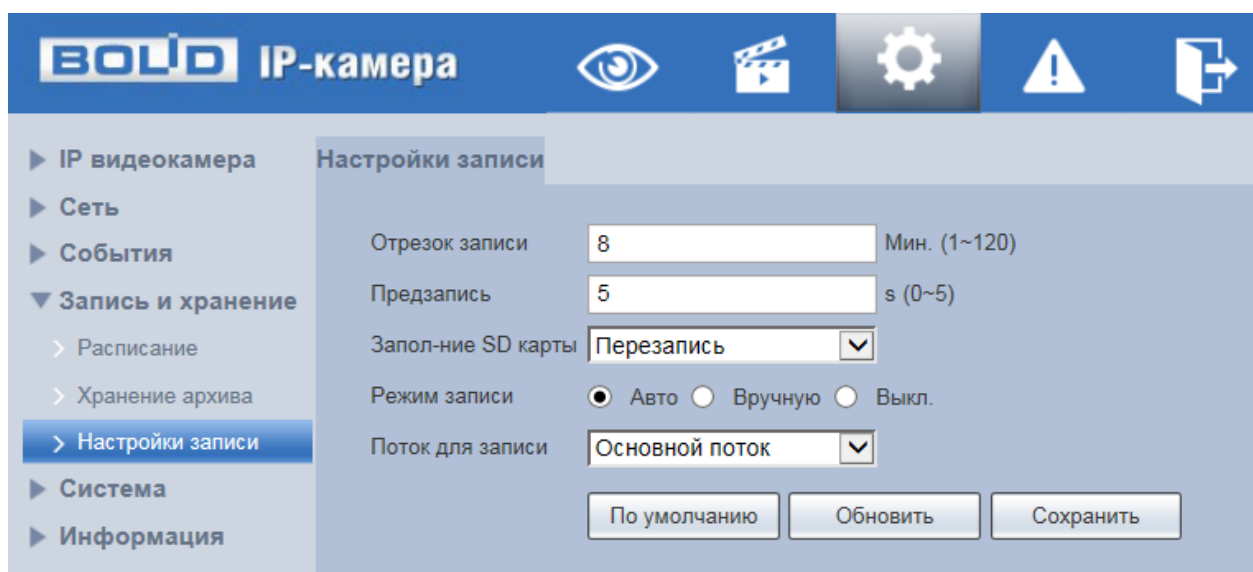 BOLID IP-камера
IP видеокамера
Сеть
События
Запись и хранение
Расписание
Хранение архива
Настройки записи
Система
Информация
Настройки записи
Отрезок записи 8 Мин. (1~120)
Предзапись 5 s (0~5)
Запол-ние SD карты Перезапись
Режим записи Авто Вручную Выкл.
Поток для записи Основной поток
По умолчанию Обновить Сохранить